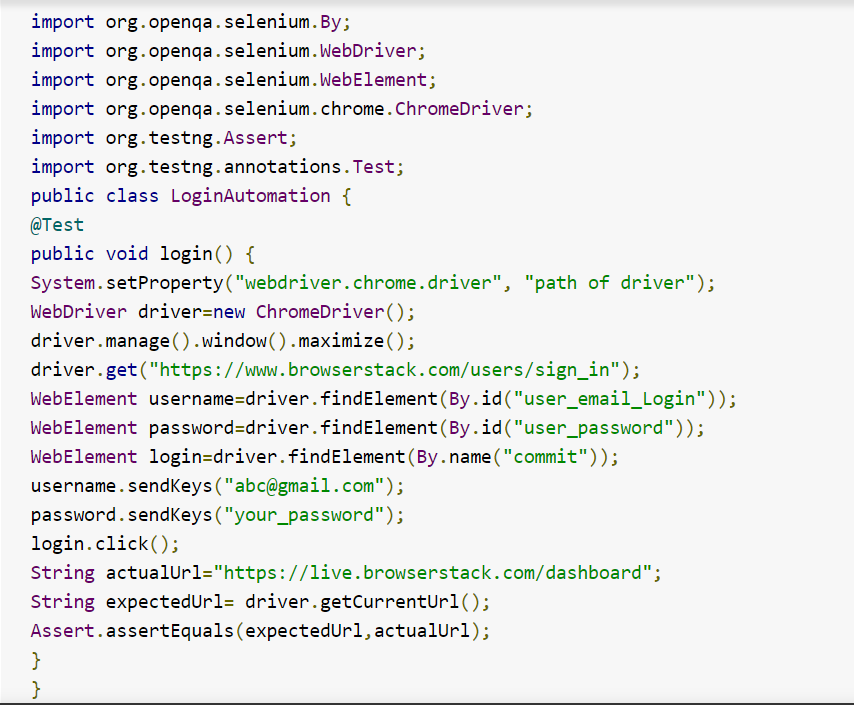 import org.openqa.selenium.By;
import org.openqa.selenium.WebDriver;
import org.openqa.selenium.WebElement;
import org.openqa.selenium.chrome.ChromeDriver;
import org.testng.Assert;
import org.testng.annotations.Test;
public class LoginAutomation {
@Test
public void login() {
System.setProperty("webdriver.chrome.driver", "path of driver");
WebDriver driver=new ChromeDriver();
driver.manage().window().maximize();
driver.get("https://www.browserstack.com/users/sign_in");
WebElement username=driver.findElement(By.id("user_email_Login"));
WebElement password=driver.findElement(By.id("user_password"));
WebElement login=driver.findElement(By.name("commit"));
username.sendKeys("abc@gmail.com");
password.sendKeys("your_password");
login.click();
String actualUrl="https://live.browserstack.com/dashboard";
String expectedUrl= driver.getCurrentUrl();
Assert.assertEquals(expectedUrl,actualUrl);
}
}